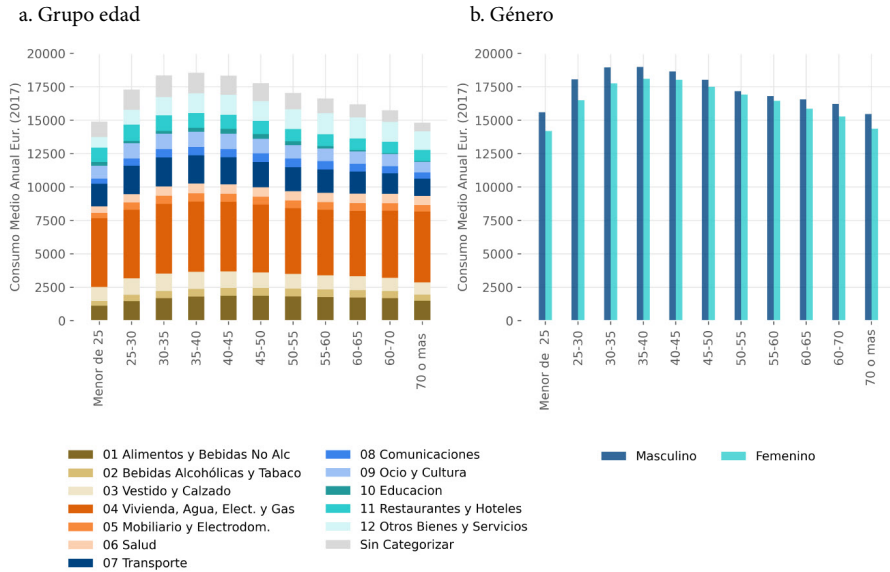 a. Grupo edad
Consumo Medio Anual Eur. (2017)
20000
17500
15000
12500
10000
7500
5000
2500
0
Menor de 25
25-30
30-35
35-40
40-45
45-50
50-55
55-60
60-65
60-70
70 o mas
01 Alimentos y Bebidas No Alc
02 Bebidas Alcohólicas y Tabaco
03 Vestido y Calzado
04 Vivienda, Agua, Elect. y Gas
05 Mobiliario y Electrodom.
06 Salud
07 Transporte
08 Comunicaciones
09 Ocio y Cultura
10 Educacion
11 Restaurantes y Hoteles
12 Otros Bienes y Servicios
Sin Categorizar
b. Género
Consumo Medio Anual Eur. (2017)
20000
17500
15000
12500
10000
7500
5000
2500
0
Menor de 25
25-30
30-35
35-40
40-45
45-50
50-55
55-60
60-65
60-70
70 o mas
Masculino
Femenino